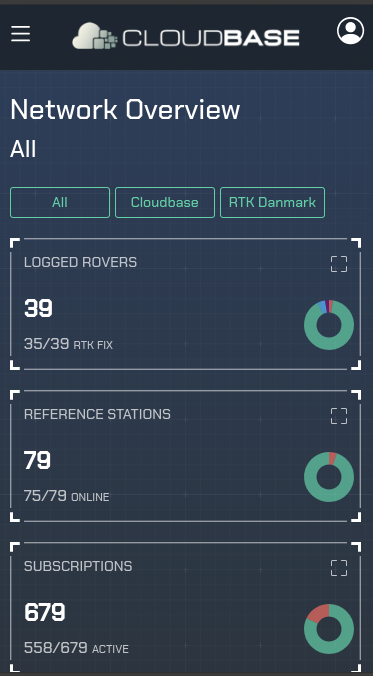 CLOUDBASE
Network Overview
All
All Cloudbase RTK Danmark
LOGGED ROVERS
39
35/39 RTK FIX
REFERENCE STATIONS
79
75/79 ONLINE
SUBSCRIPTIONS
679
558/679 ACTIVE